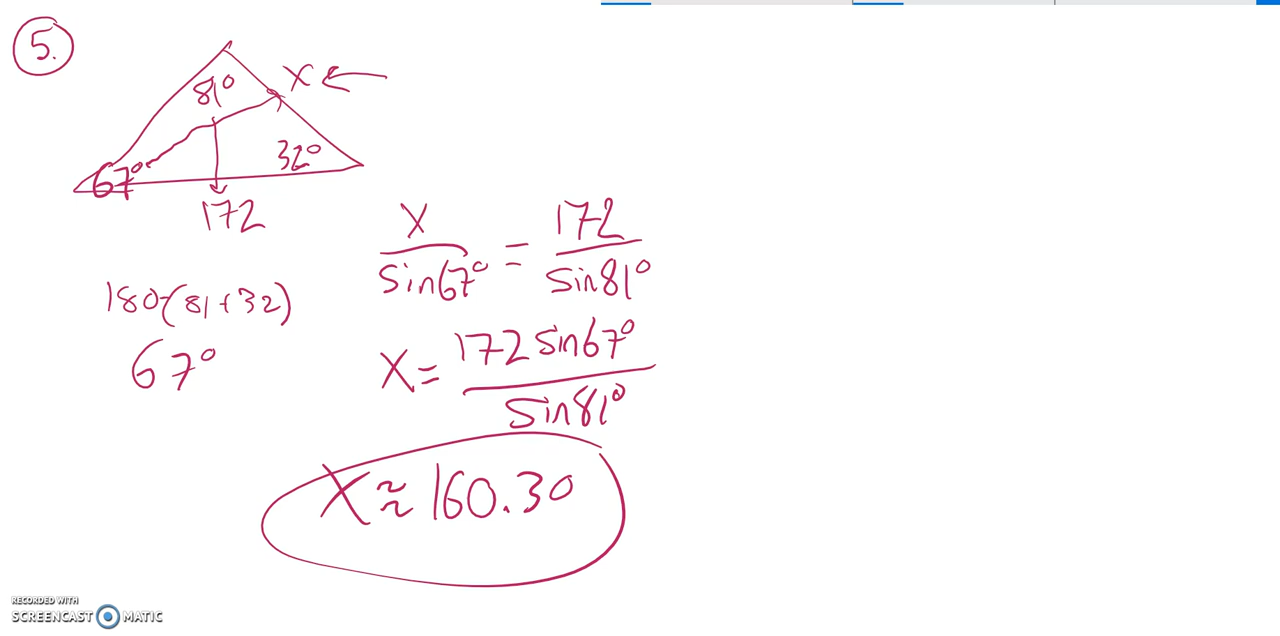 5.
81°
X ←
67°
32°
172
X / Sin67° = 172 / Sin81°
180-(81+32)
67°
X = 172 Sin67° / Sin81°
X ≈ 160.30
RECORDED WITH
SCREENCAST MATIC